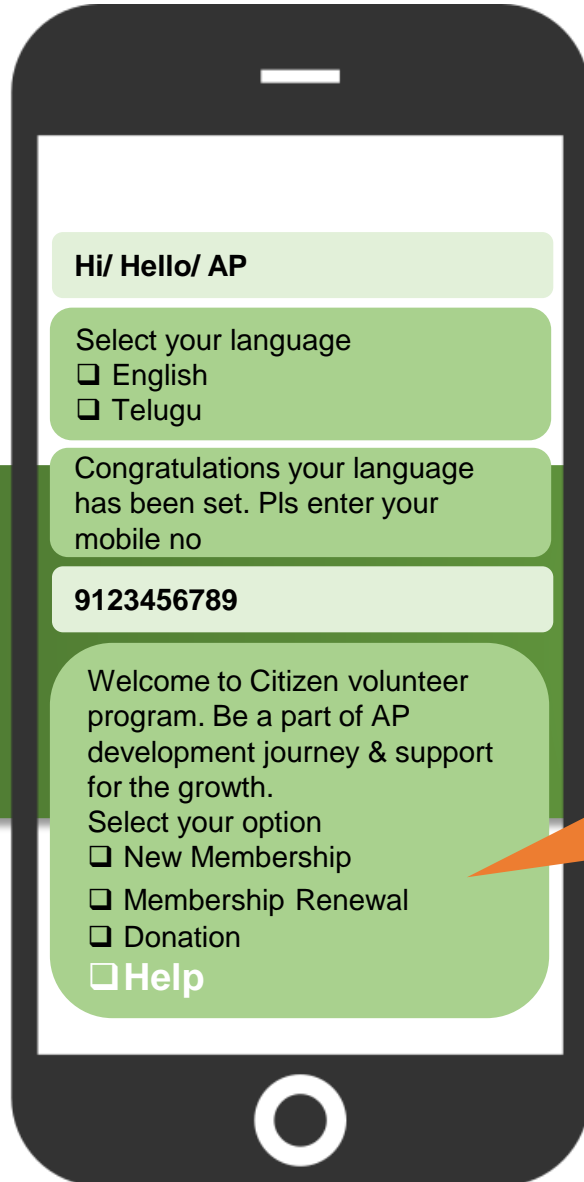 Hi/ Hello/ AP
Select your language
❑ English
❑ Telugu
Congratulations your language
has been set. Pls enter your
mobile no
9123456789
Welcome to Citizen volunteer
program. Be a part of AP
development journey & support
for the growth.
Select your option
❑ New Membership
❑ Membership Renewal
❑ Donation
❑Help